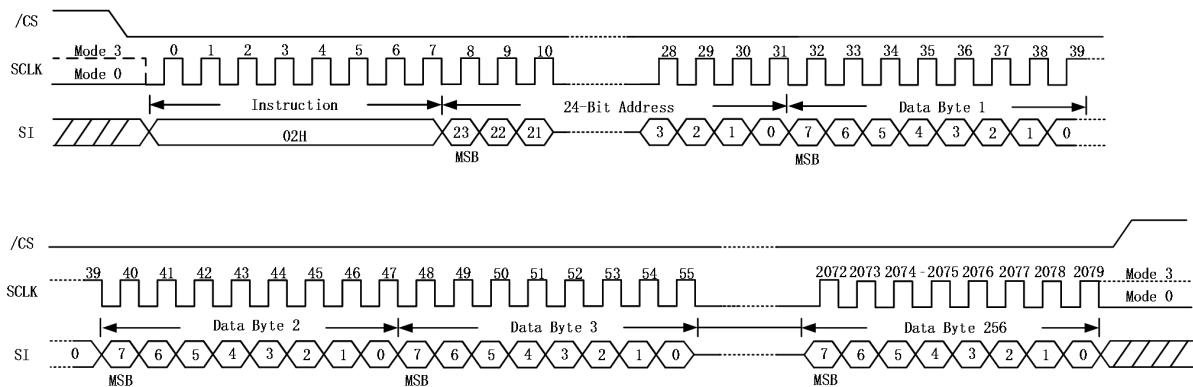 /CS
Mode 3 0 1 2 3 4 5 6 7 8 9 10 28 29 30 31 32 33 34 35 36 37 38 39
SCLK
Mode 0
Instruction 24-Bit Address Data Byte 1
SI 02H 23 22 21 3 2 1 0 7 6 5 4 3 2 1 0
MSB MSB
/CS
39 40 41 42 43 44 45 46 47 48 49 50 51 52 53 54 55 2072 2073 2074 2075 2076 2077 2078 2079 Mode 3
SCLK
Mode 0
Data Byte 2 Data Byte 3 Data Byte 256
SI 0 7 6 5 4 3 2 1 0 7 6 5 4 3 2 1 0 7 6 5 4 3 2 1 0
MSB MSB MSB